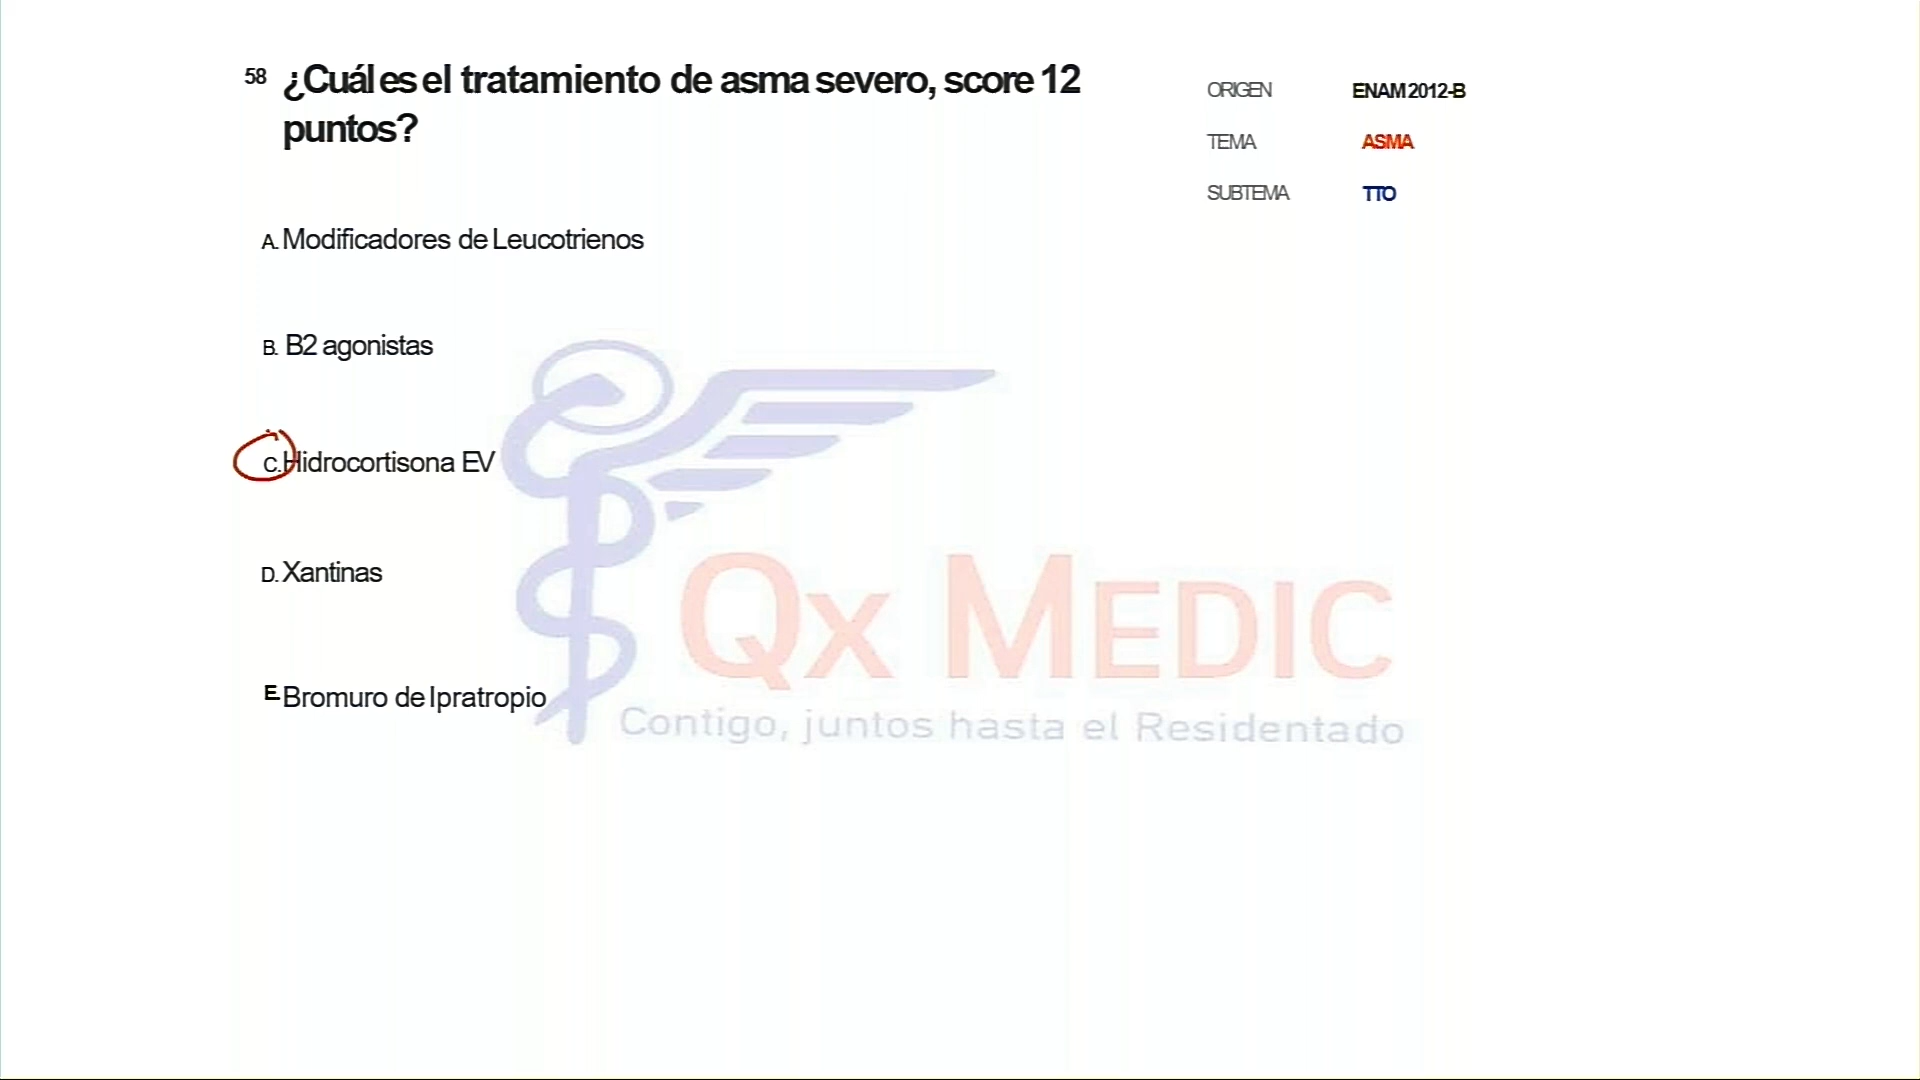 58 ¿Cuál es el tratamiento de asma severo, score 12
puntos?
ORIGEN ENAM 2012-B
TEMA ASMA
SUBTEMA TTO
A. Modificadores de Leucotrienos
B. B2 agonistas
C. Hidrocortisona EV
D. Xantinas
E. Bromuro de Ipratropio
Qx MEDIC
Contigo, juntos hasta el Residentado